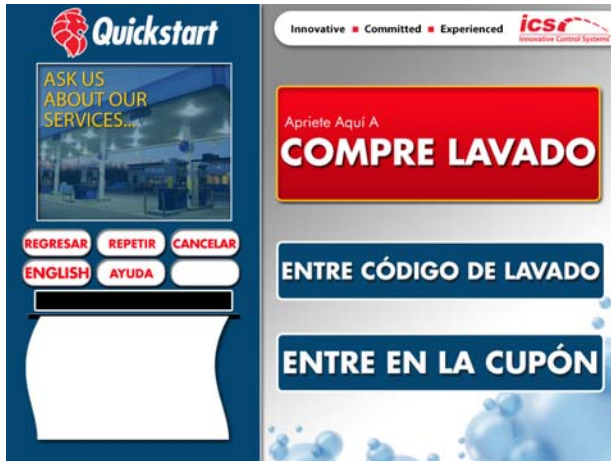 Quickstart
ASK US
ABOUT OUR
SERVICES...
REGRESAR
REPETIR
CANCELAR
ENGLISH
AYUDA
Innovative ■ Committed ■ Experienced
ics
Innovative Control Systems
Apriete Aquí A
COMPRE LAVADO
ENTRE CÓDIGO DE LAVADO
ENTRE EN LA CUPÓN